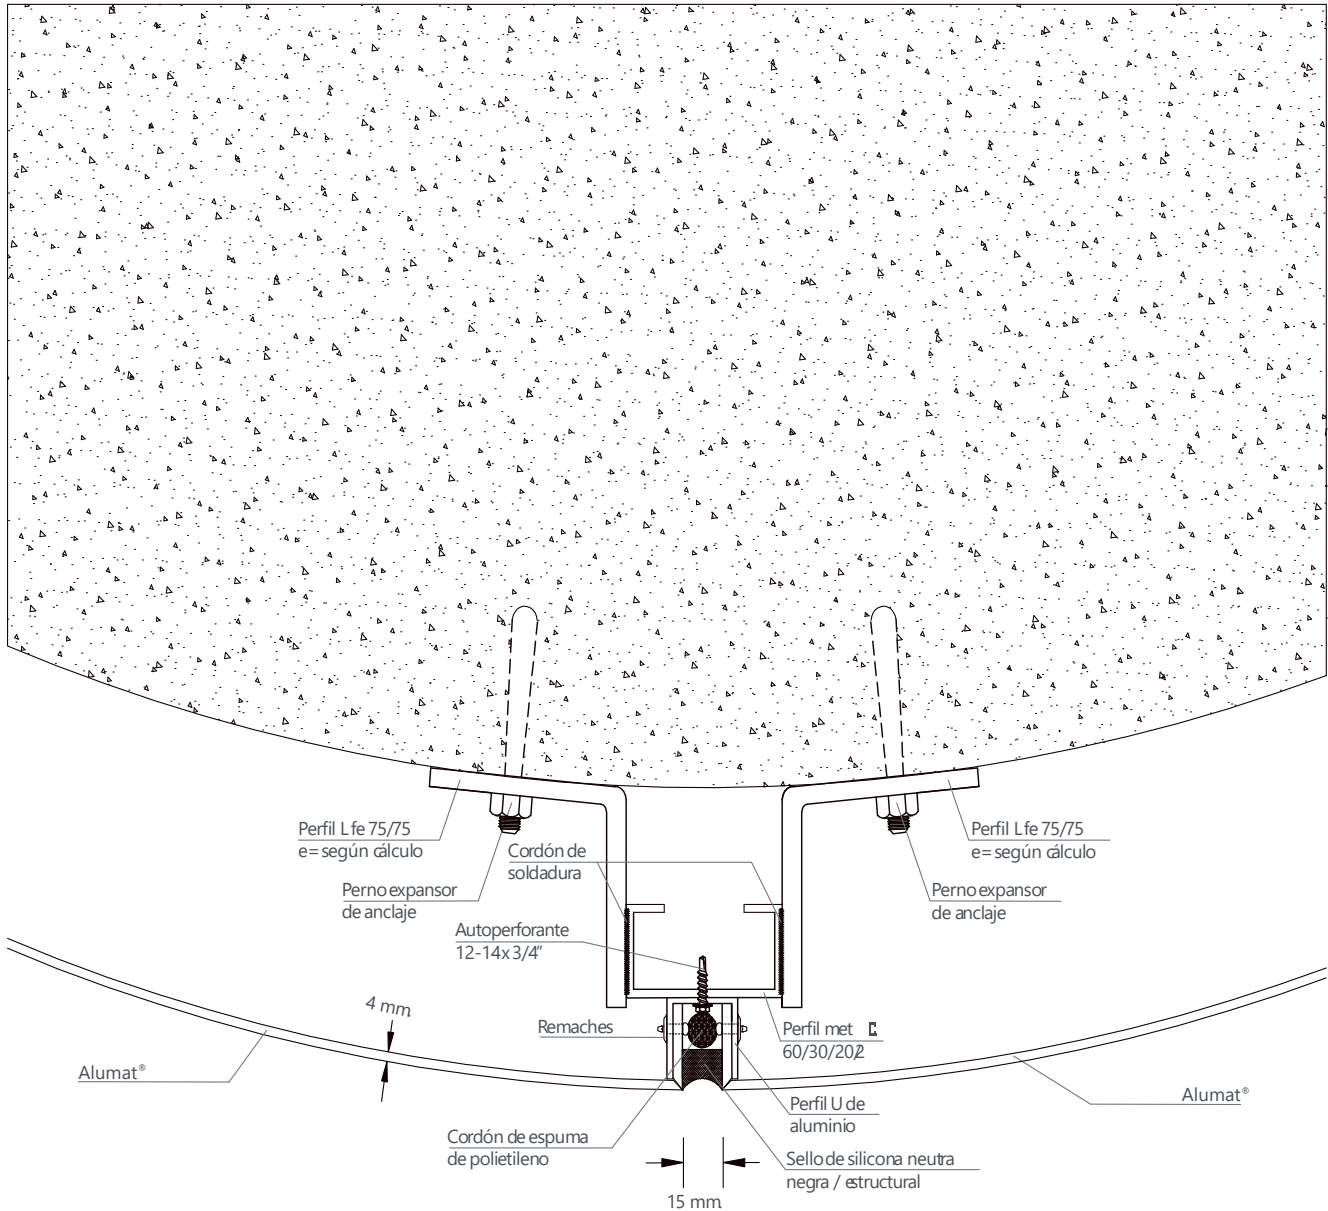 Perfil L fe 75/75
e= según cálculo
Perno expansor
de anclaje
Cordón de
soldadura
Autoperforante
12-14x3/4"
Perfil L fe 75/75
e= según cálculo
Perno expansor
de anclaje
4 mm.
Remaches
Perfil met C
60/30/20/2
Alumat®
Alumat®
Perfil U de
aluminio
Cordón de espuma
de polietileno
Sello de silicona neutra
negra / estructural
15 mm.